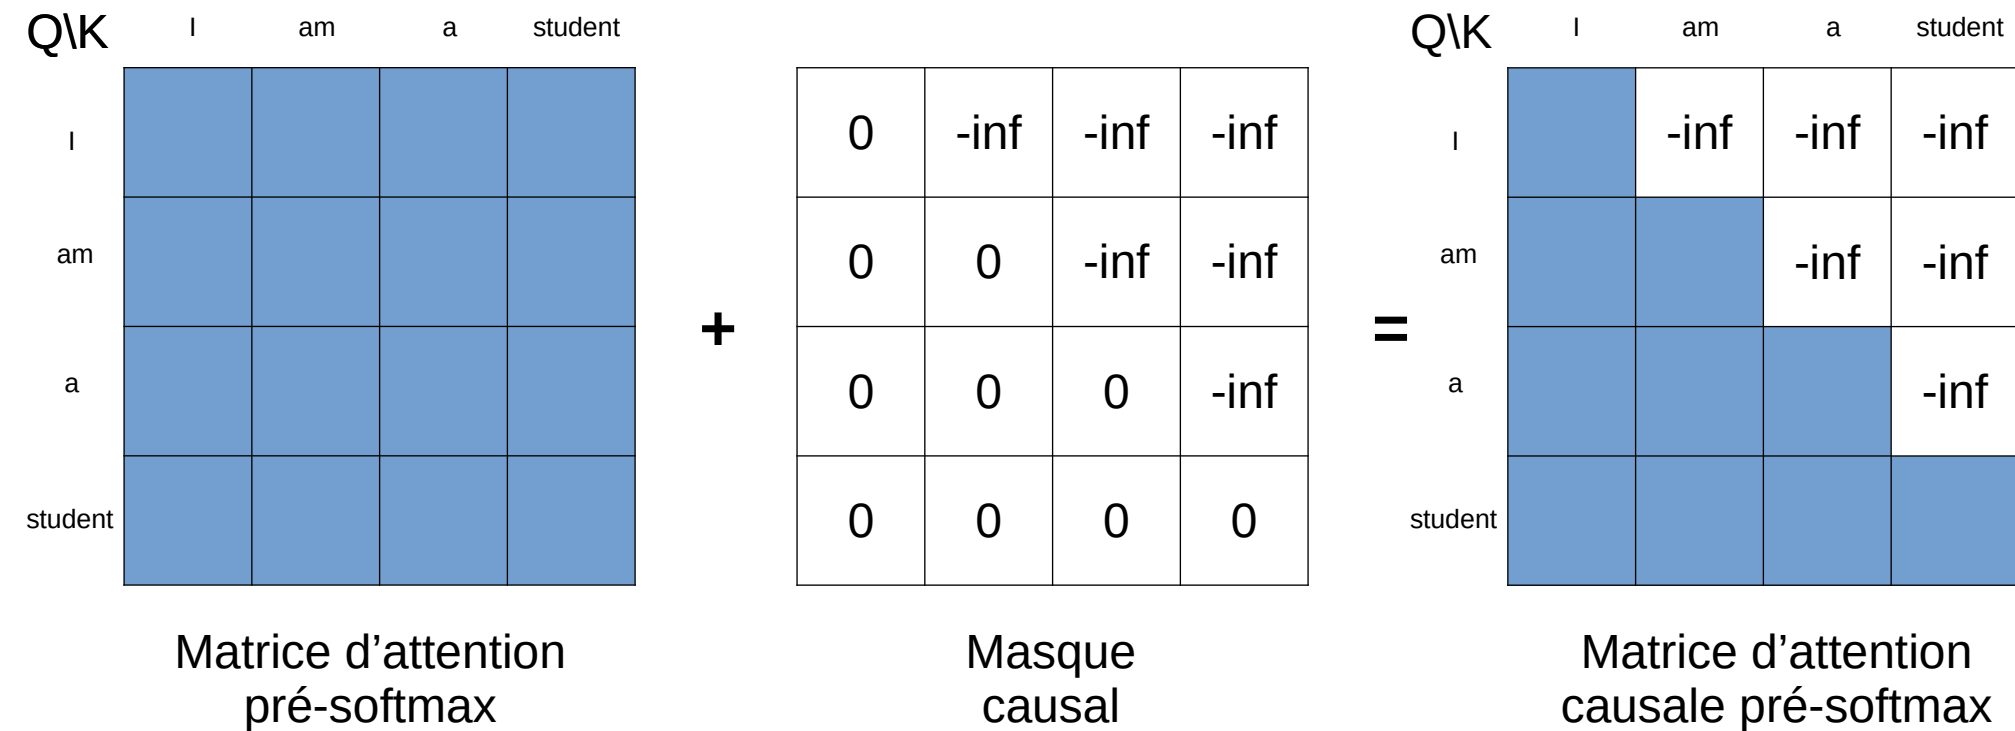 Q\K I am a student Q\K I am a student
I 0 -inf -inf -inf I -inf -inf -inf
am 0 0 -inf -inf am -inf -inf
+ =
a 0 0 0 -inf a -inf
student 0 0 0 0 student
Matrice d’attention Masque Matrice d’attention
pré-softmax causal causale pré-softmax